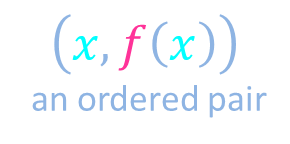 (x, f(x))
an ordered pair